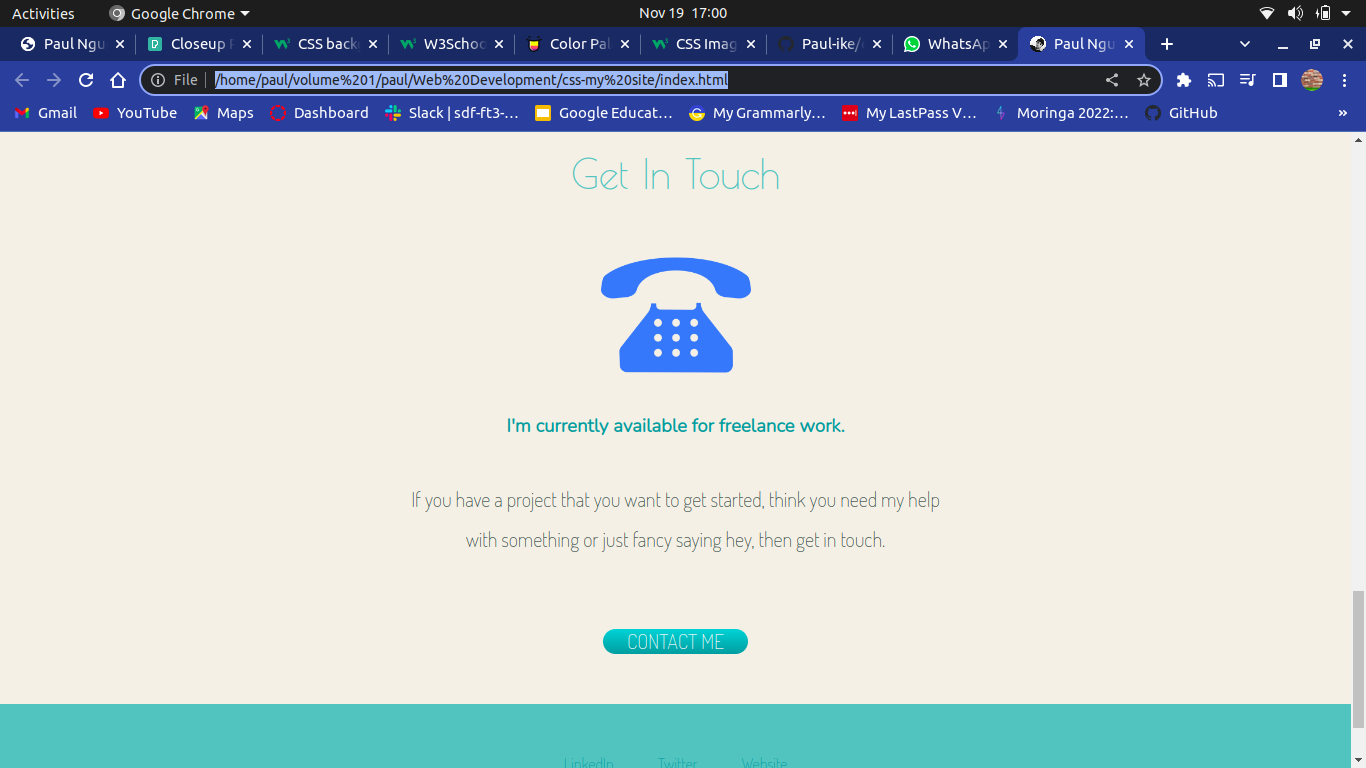 Activities Google Chrome Nov 19 17:00
Paul Ngu Closeup CSS back W3Schoo Color Pal CSS Imag Paul-ike/ WhatsAp Paul Ngu
File /home/paul/volume%201/paul/Web%20Development/css-my%20site/index.html
Gmail YouTube Maps Dashboard Slack | sdf-ft3-... Google Educat... My Grammarly... My LastPass V... Moringa 2022:... GitHub »
Get In Touch
I'm currently available for freelance work.
If you have a project that you want to get started, think you need my help
with something or just fancy saying hey, then get in touch.
CONTACT ME
LinkedIn Twitter Website